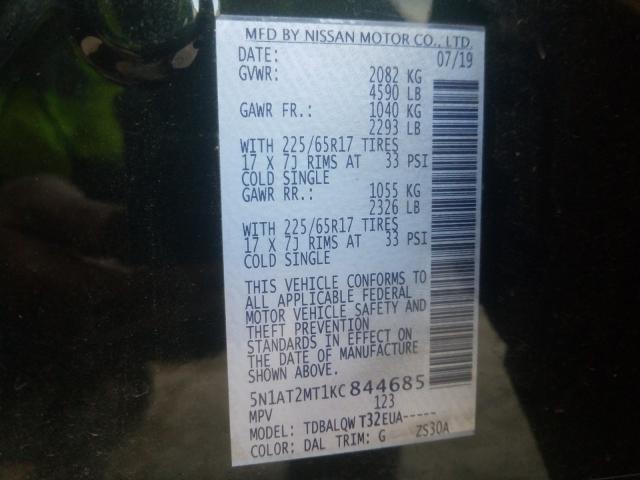 MFD BY NISSAN MOTOR CO., LTD.
DATE: 07/19
GVWR: 2082 KG
4590 LB
GAWR FR.: 1040 KG
2293 LB
WITH 225/65R17 TIRES
17 X 7J RIMS AT 33 PSI
COLD SINGLE
GAWR RR.: 1055 KG
2326 LB
WITH 225/65R17 TIRES
17 X 7J RIMS AT 33 PSI
COLD SINGLE
THIS VEHICLE CONFORMS TO
ALL APPLICABLE FEDERAL
MOTOR VEHICLE SAFETY AND
THEFT PREVENTION
STANDARDS IN EFFECT ON
THE DATE OF MANUFACTURE
SHOWN ABOVE.
5N1AT2MT1KC844685
MPV 123
MODEL: TDBALQW T32EUA-----
COLOR: DAL TRIM: G ZS30A